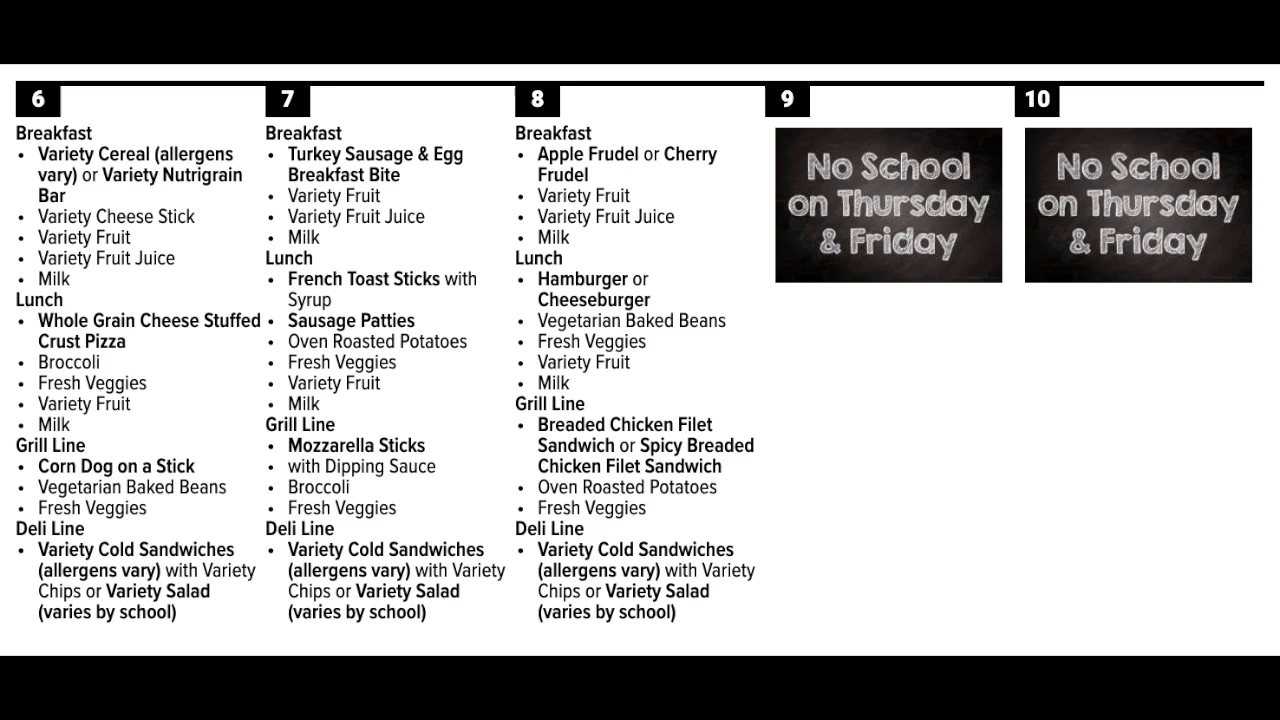 6
Breakfast
• Variety Cereal (allergens
vary) or Variety Nutrigrain
Bar
• Variety Cheese Stick
• Variety Fruit
• Variety Fruit Juice
• Milk
Lunch
• Whole Grain Cheese Stuffed
Crust Pizza
• Broccoli
• Fresh Veggies
• Variety Fruit
• Milk
Grill Line
• Corn Dog on a Stick
• Vegetarian Baked Beans
• Fresh Veggies
Deli Line
• Variety Cold Sandwiches
(allergens vary) with Variety
Chips or Variety Salad
(varies by school)
7
Breakfast
• Turkey Sausage & Egg
Breakfast Bite
• Variety Fruit
• Variety Fruit Juice
• Milk
Lunch
• French Toast Sticks with
Syrup
• Sausage Patties
• Oven Roasted Potatoes
• Fresh Veggies
• Variety Fruit
• Milk
Grill Line
• Mozzarella Sticks
• with Dipping Sauce
• Broccoli
• Fresh Veggies
Deli Line
• Variety Cold Sandwiches
(allergens vary) with Variety
Chips or Variety Salad
(varies by school)
8
Breakfast
• Apple Frudel or Cherry
Frudel
• Variety Fruit
• Variety Fruit Juice
• Milk
Lunch
• Hamburger or
Cheeseburger
• Vegetarian Baked Beans
• Fresh Veggies
• Variety Fruit
• Milk
Grill Line
• Breaded Chicken Filet
Sandwich or Spicy Breaded
Chicken Filet Sandwich
• Oven Roasted Potatoes
• Fresh Veggies
Deli Line
• Variety Cold Sandwiches
(allergens vary) with Variety
Chips or Variety Salad
(varies by school)
9
No School
on Thursday
& Friday
10
No School
on Thursday
& Friday